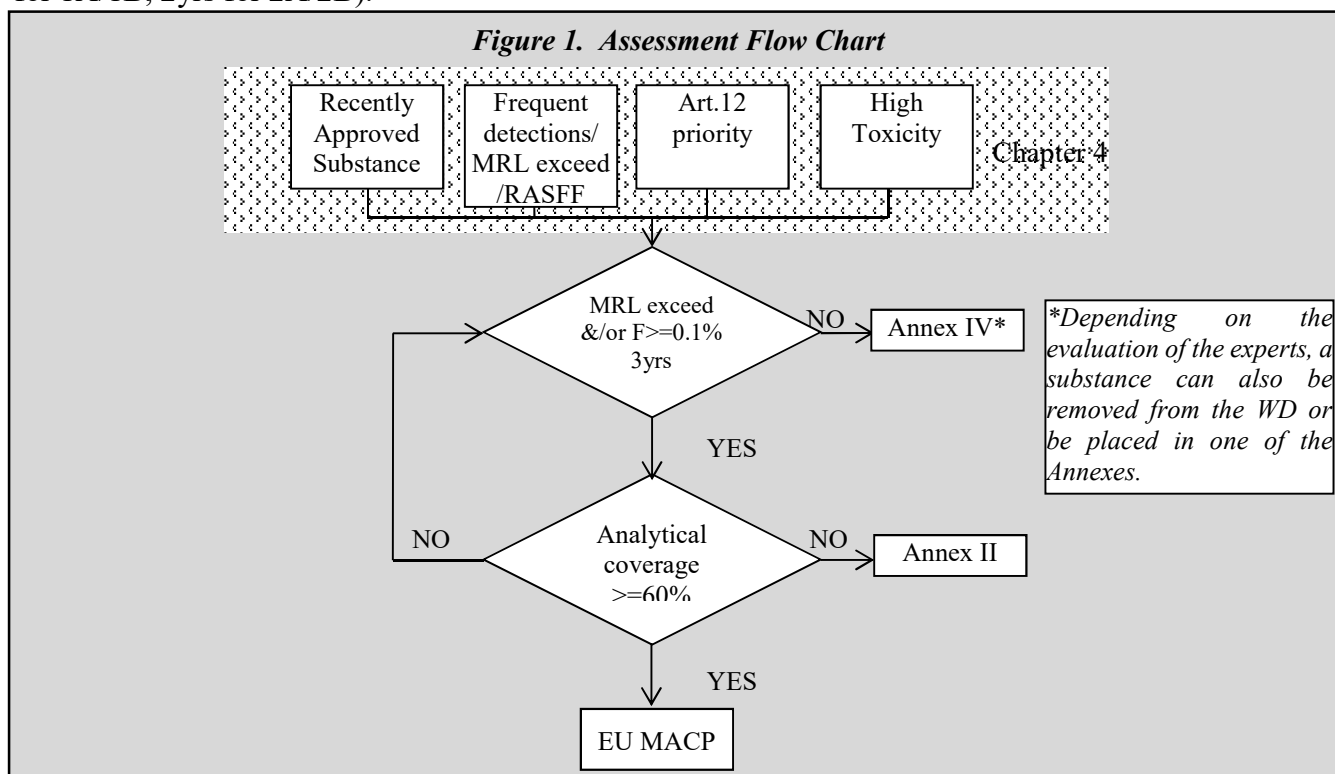 Figure 1. Assessment Flow Chart
Recently
Approved
Substance
Frequent
detections/
MRL exceed
/RASFF
Art.12
priority
High
Toxicity
Chapter 4
MRL exceed
&/or F>=0.1%
3yrs
NO
Annex IV*
*Depending on the
evaluation of the experts, a
substance can also be
removed from the WD or
be placed in one of the
Annexes.
YES
NO
Analytical
coverage
>=60%
NO
Annex II
YES
EU MACP